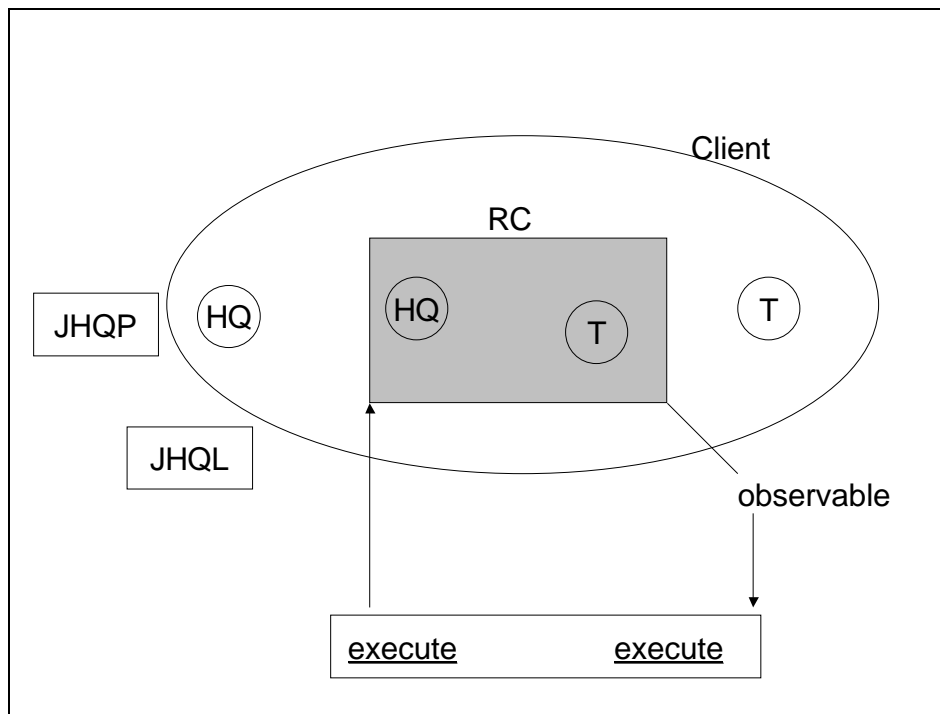 Client
RC
HQ
T
JHQP
HQ
T
JHQL
observable
execute execute